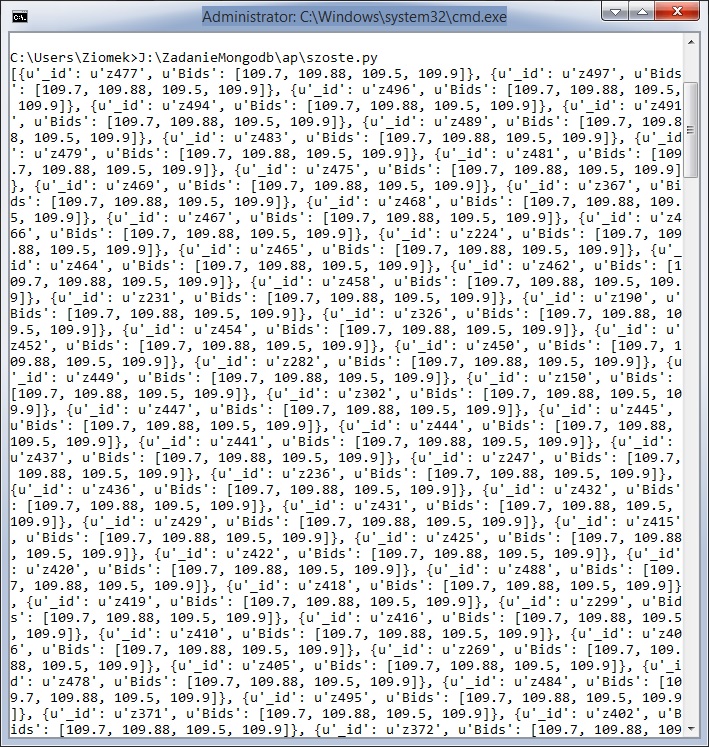 Administrator: C:\Windows\system32\cmd.exe
C:\Users\Ziomek>J:\ZadanieMongodb\ap\szoste.py
[{u'_id': u'z477', u'Bids': [109.7, 109.88, 109.5, 109.9]}, {u'_id': u'z497', u'Bids
': [109.7, 109.88, 109.5, 109.9]}, {u'_id': u'z496', u'Bids': [109.7, 109.88, 109.5,
 109.9]}, {u'_id': u'z494', u'Bids': [109.7, 109.88, 109.5, 109.9]}, {u'_id': u'z491
', u'Bids': [109.7, 109.88, 109.5, 109.9]}, {u'_id': u'z489', u'Bids': [109.7, 109.8
8, 109.5, 109.9]}, {u'_id': u'z483', u'Bids': [109.7, 109.88, 109.5, 109.9]}, {u'_id
': u'z479', u'Bids': [109.7, 109.88, 109.5, 109.9]}, {u'_id': u'z481', u'Bids': [109
.7, 109.88, 109.5, 109.9]}, {u'_id': u'z475', u'Bids': [109.7, 109.88, 109.5, 109.9]
}, {u'_id': u'z469', u'Bids': [109.7, 109.88, 109.5, 109.9]}, {u'_id': u'z367', u'Bi
ds': [109.7, 109.88, 109.5, 109.9]}, {u'_id': u'z468', u'Bids': [109.7, 109.88, 109.
5, 109.9]}, {u'_id': u'z467', u'Bids': [109.7, 109.88, 109.5, 109.9]}, {u'_id': u'z4
66', u'Bids': [109.7, 109.88, 109.5, 109.9]}, {u'_id': u'z224', u'Bids': [109.7, 109
.88, 109.5, 109.9]}, {u'_id': u'z465', u'Bids': [109.7, 109.88, 109.5, 109.9]}, {u'_
id': u'z464', u'Bids': [109.7, 109.88, 109.5, 109.9]}, {u'_id': u'z462', u'Bids': [1
09.7, 109.88, 109.5, 109.9]}, {u'_id': u'z458', u'Bids': [109.7, 109.88, 109.5, 109.
9]}, {u'_id': u'z231', u'Bids': [109.7, 109.88, 109.5, 109.9]}, {u'_id': u'z190', u'
Bids': [109.7, 109.88, 109.5, 109.9]}, {u'_id': u'z326', u'Bids': [109.7, 109.88, 10
9.5, 109.9]}, {u'_id': u'z454', u'Bids': [109.7, 109.88, 109.5, 109.9]}, {u'_id': u'
z452', u'Bids': [109.7, 109.88, 109.5, 109.9]}, {u'_id': u'z450', u'Bids': [109.7, 1
09.88, 109.5, 109.9]}, {u'_id': u'z282', u'Bids': [109.7, 109.88, 109.5, 109.9]}, {u
'_id': u'z449', u'Bids': [109.7, 109.88, 109.5, 109.9]}, {u'_id': u'z150', u'Bids': 
[109.7, 109.88, 109.5, 109.9]}, {u'_id': u'z302', u'Bids': [109.7, 109.88, 109.5, 10
9.9]}, {u'_id': u'z447', u'Bids': [109.7, 109.88, 109.5, 109.9]}, {u'_id': u'z445', 
u'Bids': [109.7, 109.88, 109.5, 109.9]}, {u'_id': u'z444', u'Bids': [109.7, 109.88, 
109.5, 109.9]}, {u'_id': u'z441', u'Bids': [109.7, 109.88, 109.5, 109.9]}, {u'_id': 
u'z437', u'Bids': [109.7, 109.88, 109.5, 109.9]}, {u'_id': u'z247', u'Bids': [109.7,
 109.88, 109.5, 109.9]}, {u'_id': u'z236', u'Bids': [109.7, 109.88, 109.5, 109.9]}, 
{u'_id': u'z436', u'Bids': [109.7, 109.88, 109.5, 109.9]}, {u'_id': u'z432', u'Bids'
: [109.7, 109.88, 109.5, 109.9]}, {u'_id': u'z431', u'Bids': [109.7, 109.88, 109.5, 
109.9]}, {u'_id': u'z429', u'Bids': [109.7, 109.88, 109.5, 109.9]}, {u'_id': u'z415'
, u'Bids': [109.7, 109.88, 109.5, 109.9]}, {u'_id': u'z425', u'Bids': [109.7, 109.88
, 109.5, 109.9]}, {u'_id': u'z422', u'Bids': [109.7, 109.88, 109.5, 109.9]}, {u'_id'
: u'z420', u'Bids': [109.7, 109.88, 109.5, 109.9]}, {u'_id': u'z488', u'Bids': [109.
7, 109.88, 109.5, 109.9]}, {u'_id': u'z418', u'Bids': [109.7, 109.88, 109.5, 109.9]}
, {u'_id': u'z419', u'Bids': [109.7, 109.88, 109.5, 109.9]}, {u'_id': u'z299', u'Bid
s': [109.7, 109.88, 109.5, 109.9]}, {u'_id': u'z416', u'Bids': [109.7, 109.88, 109.5
, 109.9]}, {u'_id': u'z410', u'Bids': [109.7, 109.88, 109.5, 109.9]}, {u'_id': u'z40
6', u'Bids': [109.7, 109.88, 109.5, 109.9]}, {u'_id': u'z269', u'Bids': [109.7, 109.
88, 109.5, 109.9]}, {u'_id': u'z405', u'Bids': [109.7, 109.88, 109.5, 109.9]}, {u'_i
d': u'z478', u'Bids': [109.7, 109.88, 109.5, 109.9]}, {u'_id': u'z484', u'Bids': [10
9.7, 109.88, 109.5, 109.9]}, {u'_id': u'z495', u'Bids': [109.7, 109.88, 109.5, 109.9
]}, {u'_id': u'z371', u'Bids': [109.7, 109.88, 109.5, 109.9]}, {u'_id': u'z402', u'B
ids': [109.7, 109.88, 109.5, 109.9]}, {u'_id': u'z372', u'Bids': [109.7, 109.88, 109